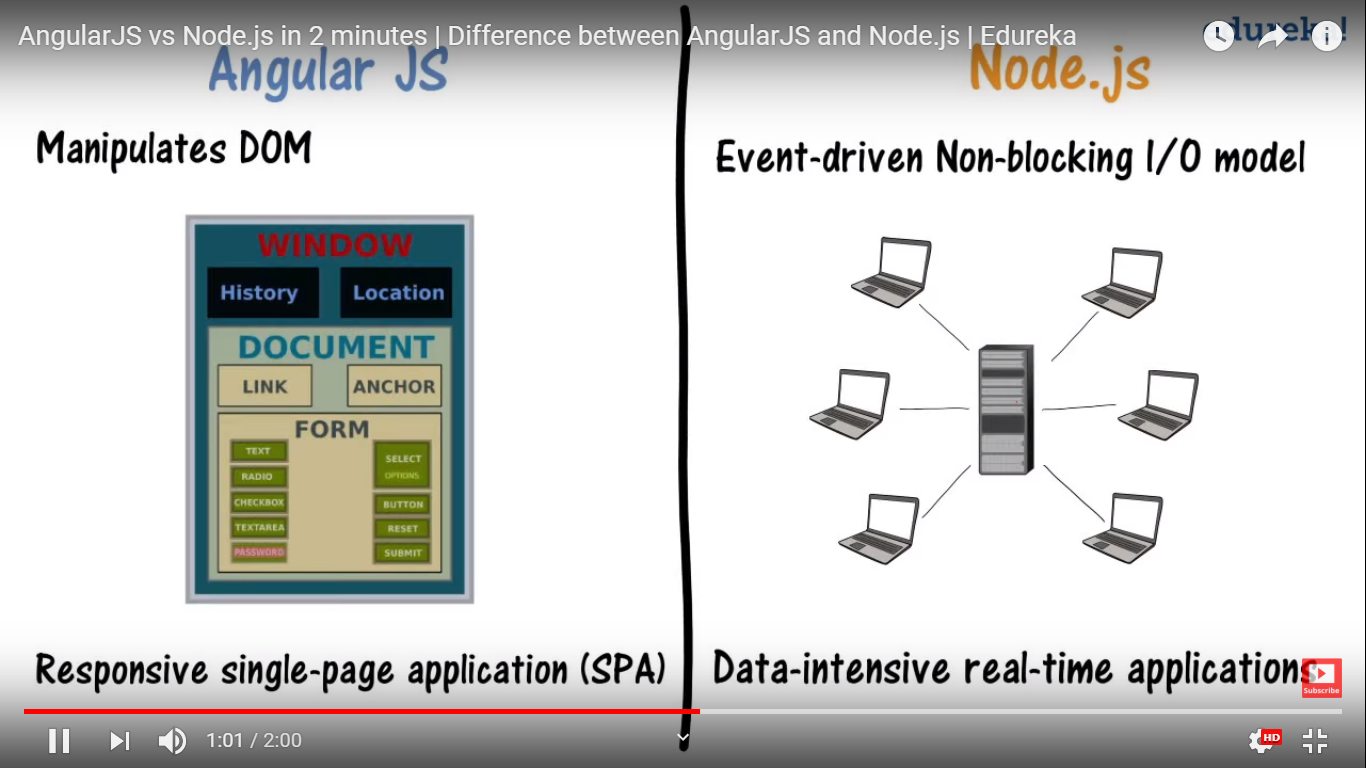 AngularJS vs Node.js in 2 minutes | Difference between AngularJS and Node.js | Edureka
edureka!
Angular JS
Node.js
Manipulates DOM
Event-driven Non-blocking I/O model
WINDOW
History
Location
DOCUMENT
LINK
ANCHOR
FORM
TEXT
RADIO
CHECKBOX
TEXTAREA
PASSWORD
SELECT
OPTIONS
BUTTON
RESET
SUBMIT
Responsive single-page application (SPA)
Data-intensive real-time applications
Subscribe
1:01 / 2:00
HD